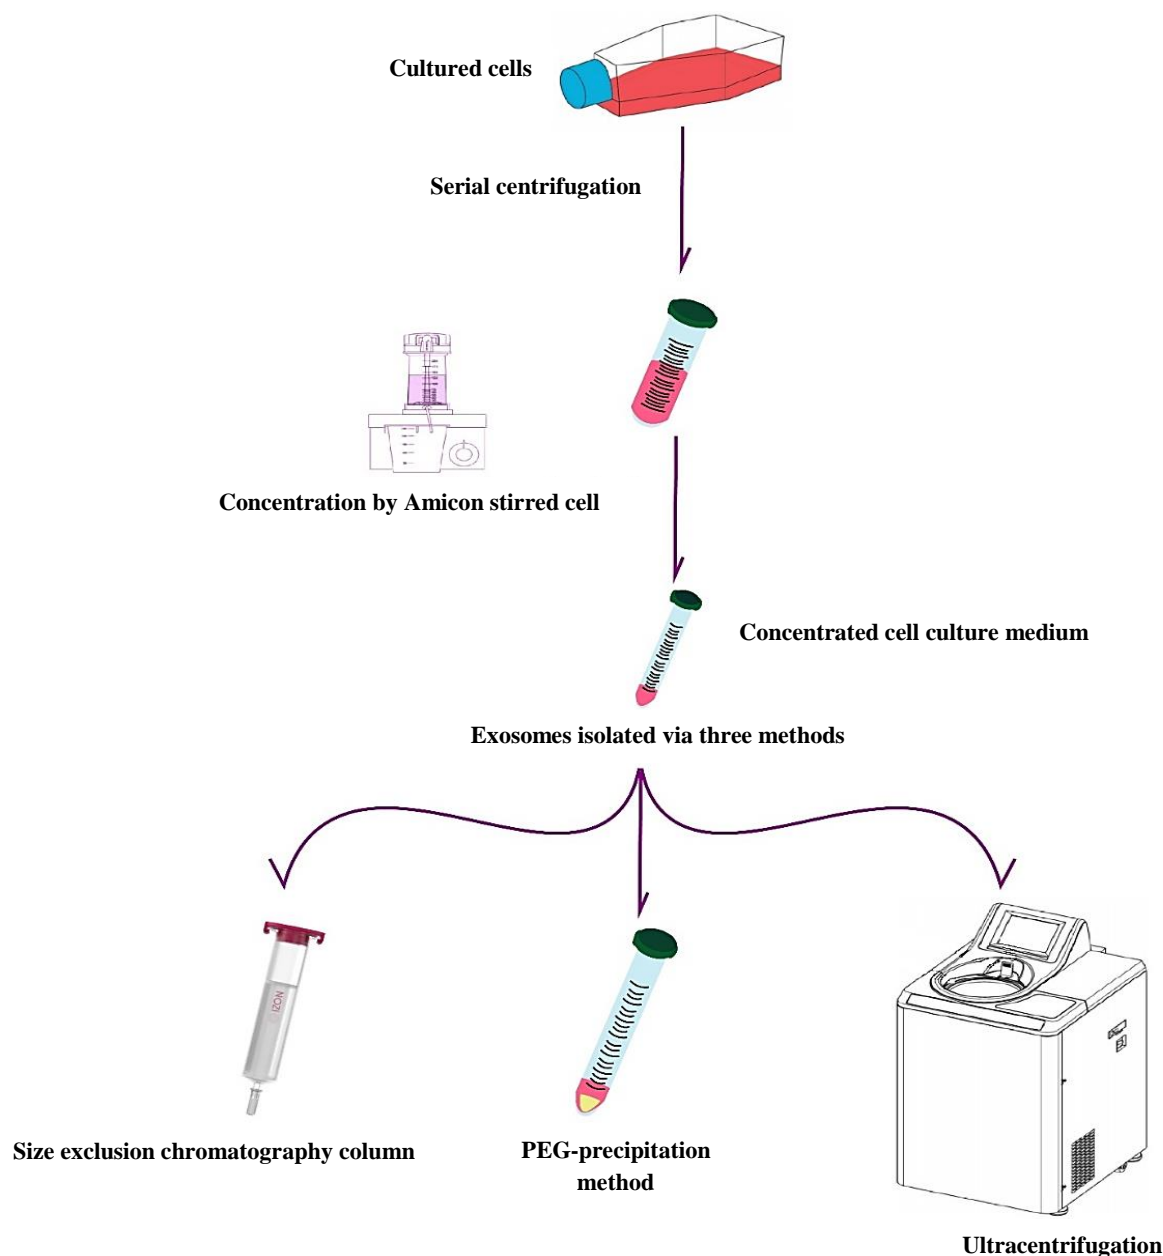 Cultured cells
Serial centrifugation
Concentration by Amicon stirred cell
Concentrated cell culture medium
Exosomes isolated via three methods
IZON
Size exclusion chromatography column
PEG-precipitation
method
Ultracentrifugation